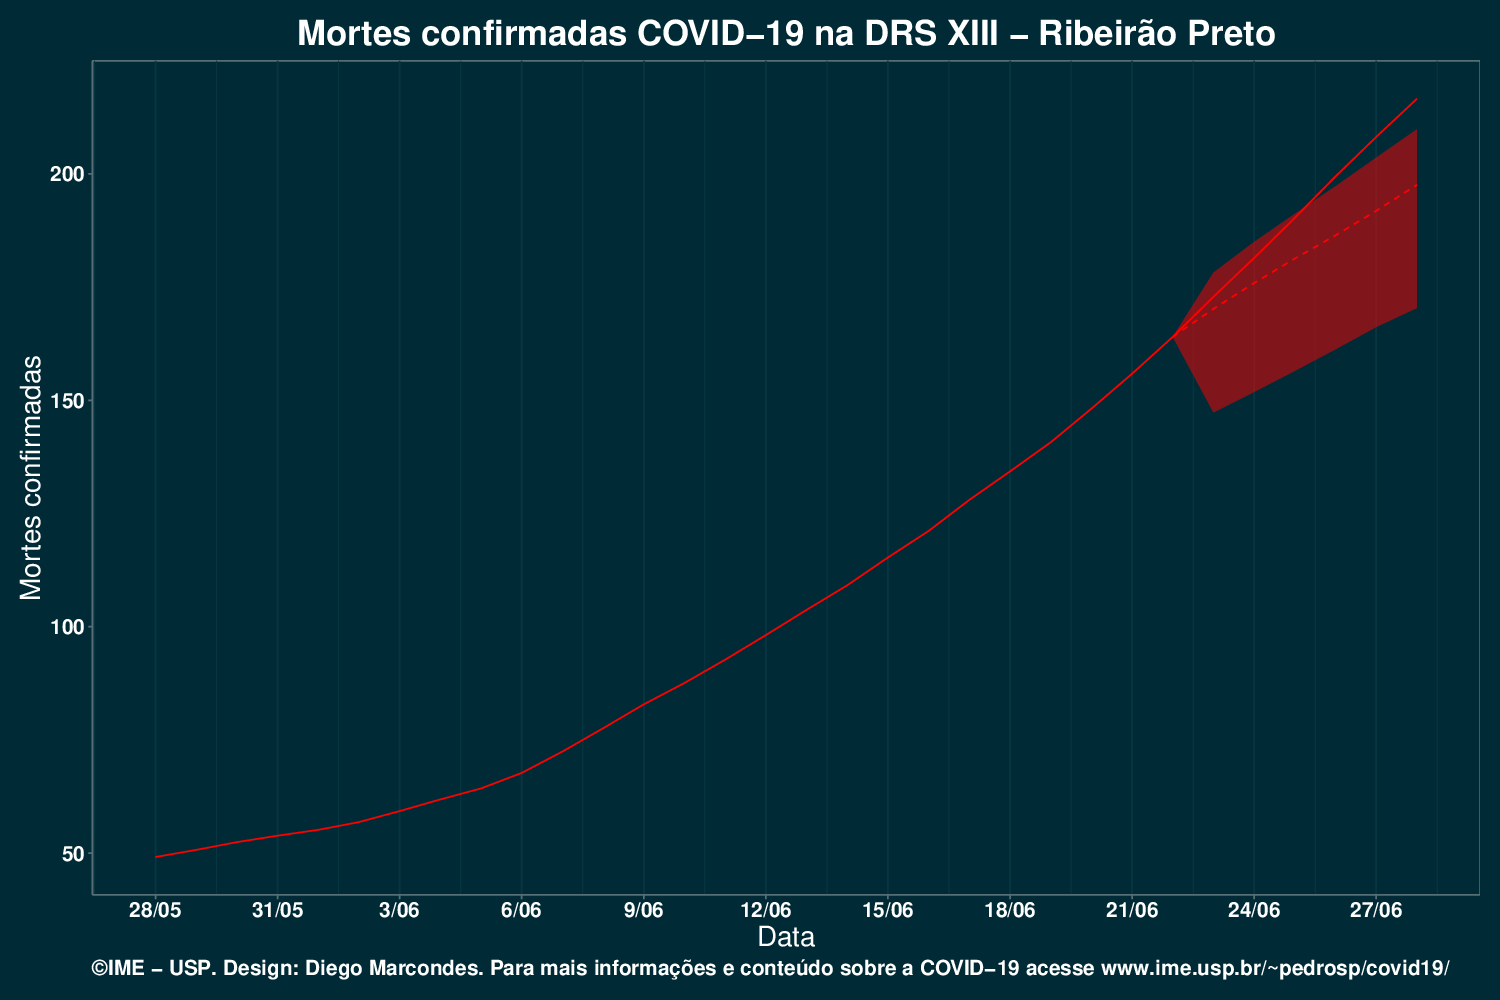 Mortes confirmadas COVID−19 na DRS XIII − Ribeirão Preto
Mortes confirmadas
200
150
100
50
28/05 31/05 3/06 6/06 9/06 12/06 15/06 18/06 21/06 24/06 27/06
Data
©IME − USP. Design: Diego Marcondes. Para mais informações e conteúdo sobre a COVID−19 acesse www.ime.usp.br/~pedrosp/covid19/